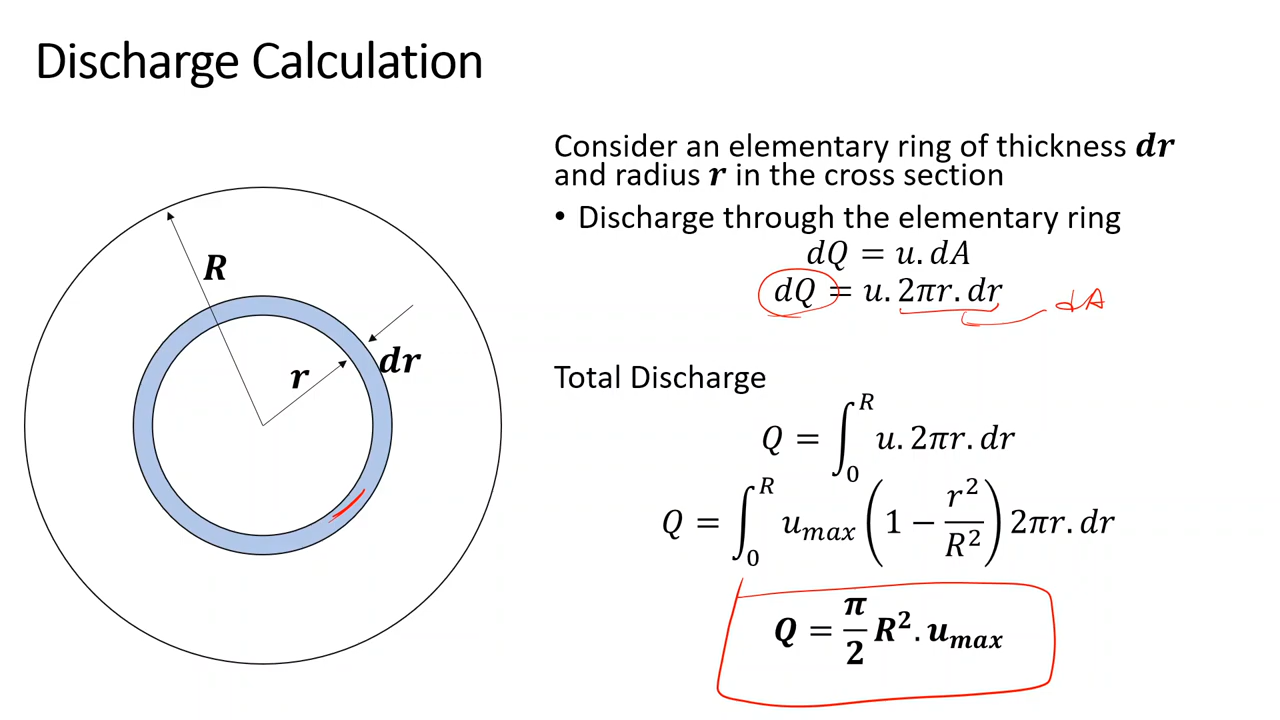 Discharge Calculation
Consider an elementary ring of thickness dr
and radius r in the cross section
• Discharge through the elementary ring
dQ = u. dA
dQ = u. 2πr. dr
dA
R
r
dr
Total Discharge
Q = ∫₀ᴿ u. 2πr. dr
Q = ∫₀ᴿ u_max (1 − r²/R²) 2πr. dr
Q = π/2 R². u_max